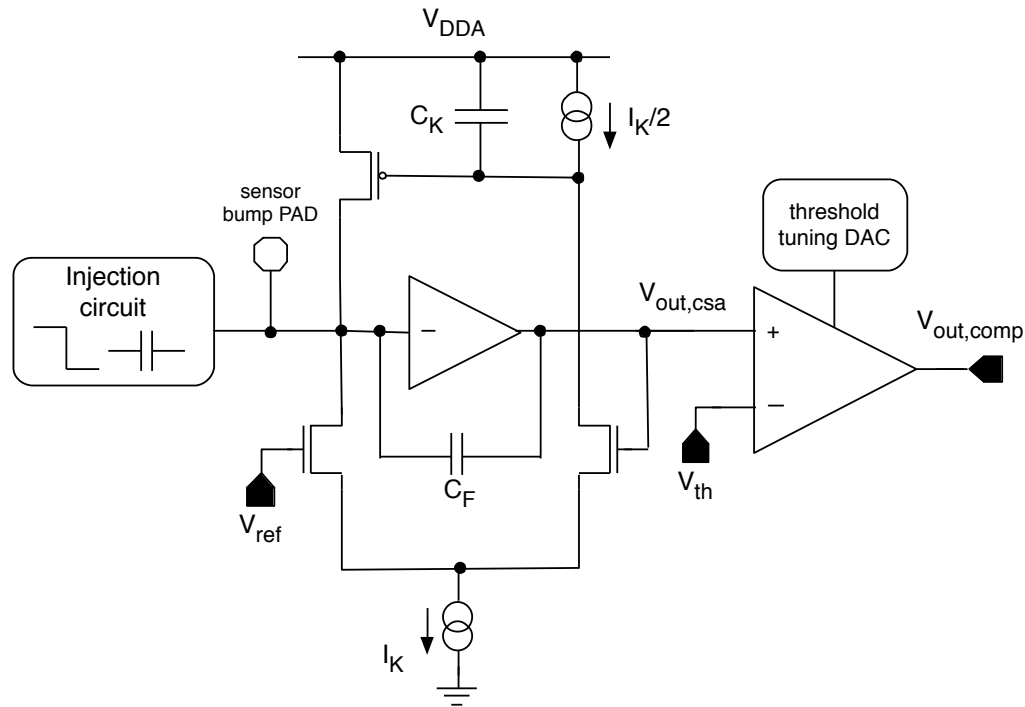 V_DDA
C_K
I_K/2
sensor
bump PAD
threshold
tuning DAC
Injection
circuit
−
V_out,csa
+
V_out,comp
−
V_th
C_F
V_ref
I_K